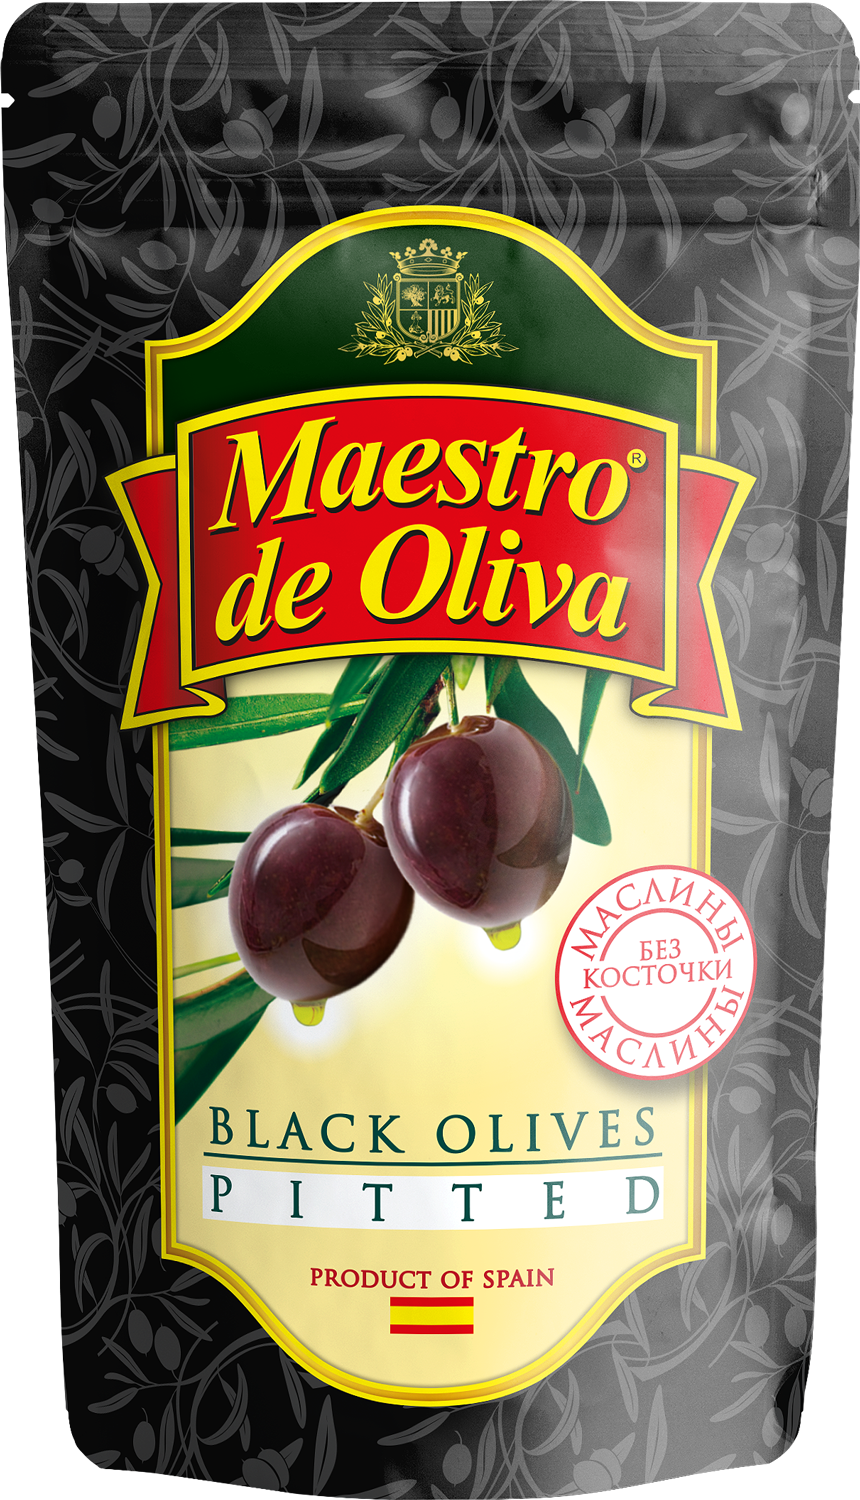 Maestro®
de Oliva
МАСЛИНЫ
БЕЗ
КОСТОЧКИ
МАСЛИНЫ
BLACK OLIVES
PITTED
PRODUCT OF SPAIN